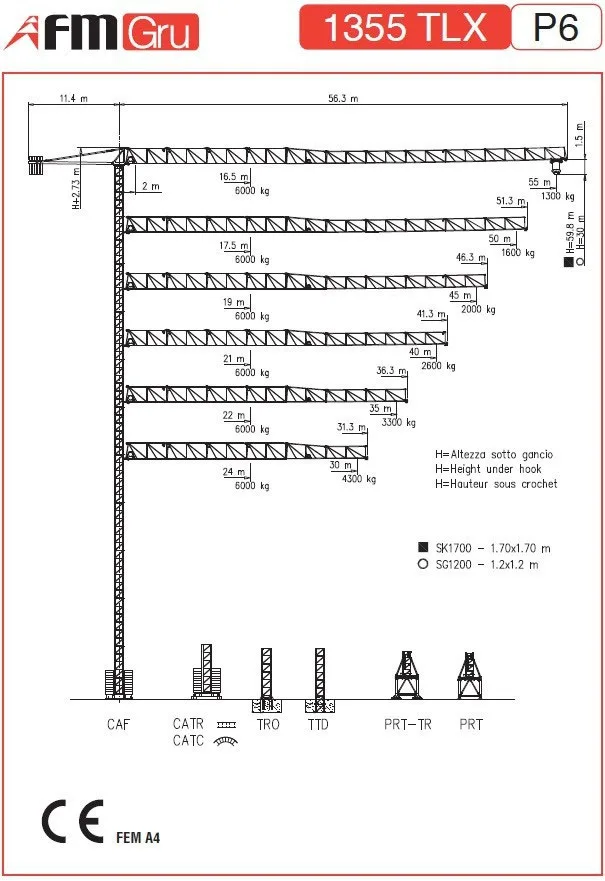 FM Gru
1355 TLX P6
11.4 m 56.3 m
1.5 m
H+2.73 m
2 m
16.5 m
6000 kg
55 m
1300 kg
51.3 m
H=59.8 m
H=30 m
17.5 m
6000 kg
50 m
1600 kg
46.3 m
19 m
6000 kg
45 m
2000 kg
41.3 m
21 m
6000 kg
40 m
2600 kg
36.3 m
22 m
6000 kg
35 m
3300 kg
31.3 m
24 m
6000 kg
30 m
4300 kg
H=Altezza sotto gancio
H=Height under hook
H=Hauteur sous crochet
SK1700 - 1.70x1.70 m
SG1200 - 1.2x1.2 m
CAF CATR TRO TTD PRT-TR PRT
CATC
CE FEM A4